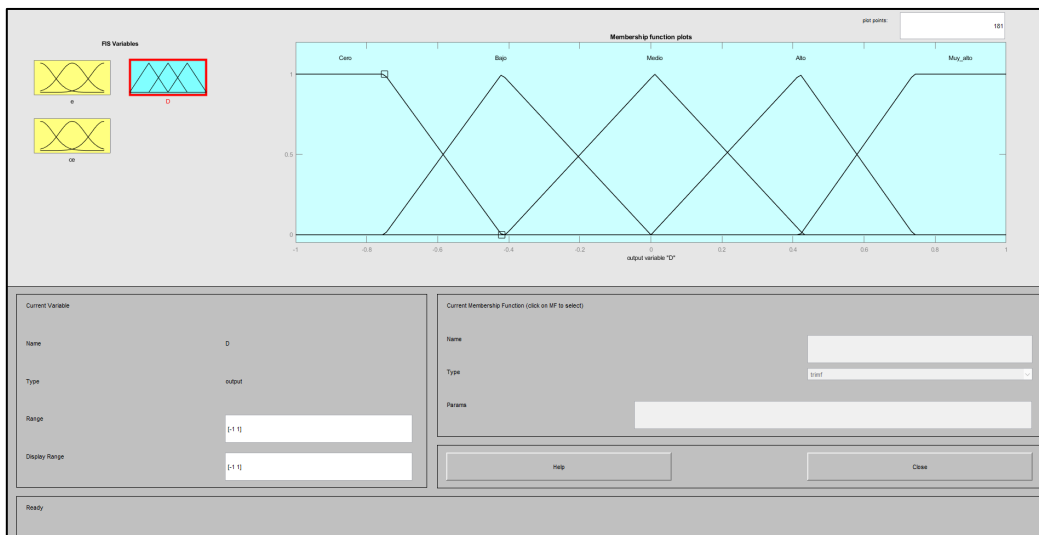 plot points:
181
FIS Variables
Membership function plots
e
D
ce
Cero
Bajo
Medio
Alto
Muy_alto
1
0.5
0
-1
-0.8
-0.6
-0.4
-0.2
0
0.2
0.4
0.6
0.8
1
output variable "D"
Current Variable
Name
D
Type
output
Range
[-1 1]
Display Range
[-1 1]
Current Membership Function (click on MF to select)
Name
Type
trimf
Params
Help
Close
Ready